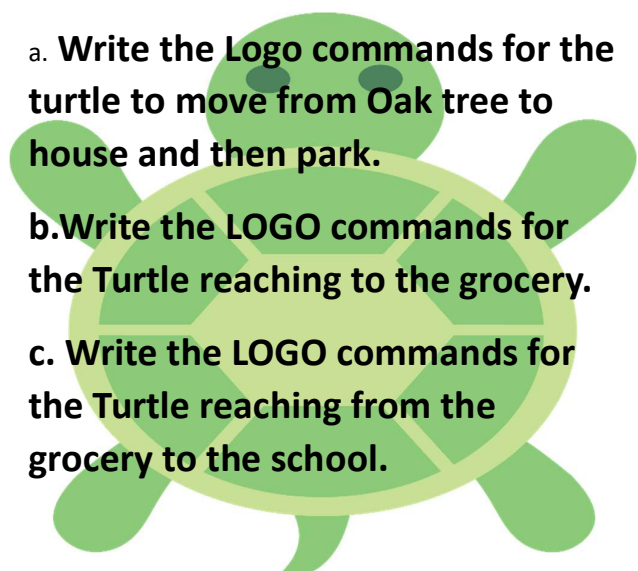 a. Write the Logo commands for the
turtle to move from Oak tree to
house and then park.
b.Write the LOGO commands for
the Turtle reaching to the grocery.
c. Write the LOGO commands for
the Turtle reaching from the
grocery to the school.